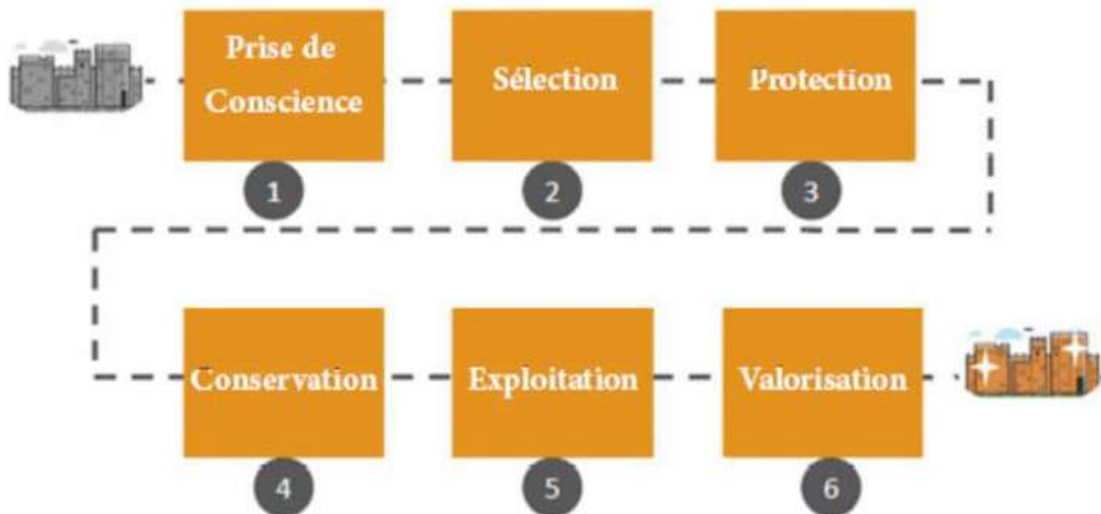 Prise de
Conscience
Sélection
Protection
1
2
3
Conservation
Exploitation
Valorisation
4
5
6